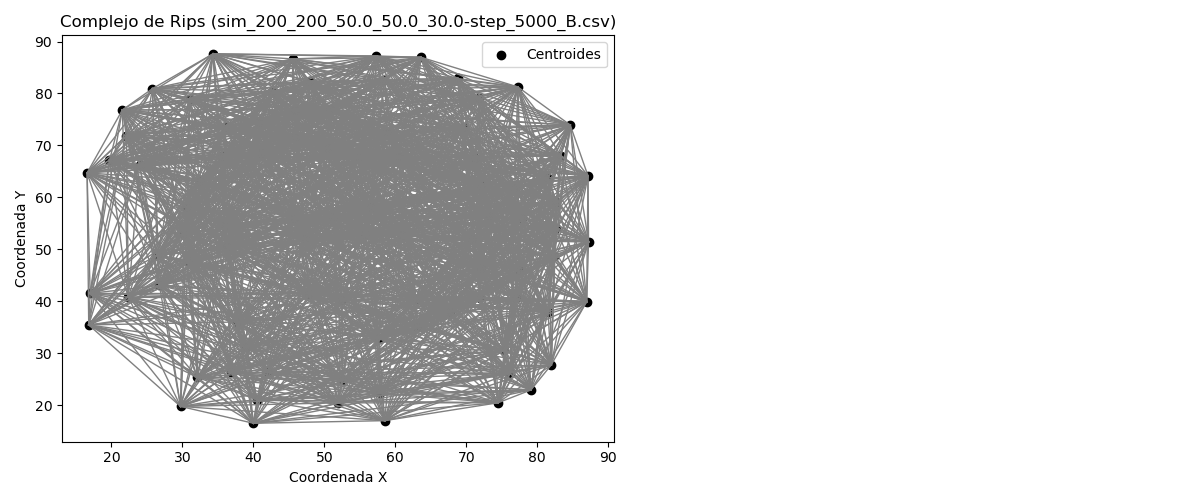 Complejo de Rips (sim_200_200_50.0_50.0_30.0-step_5000_B.csv)
Centroides
90
80
70
60
50
40
30
20
Coordenada Y
20 30 40 50 60 70 80 90
Coordenada X